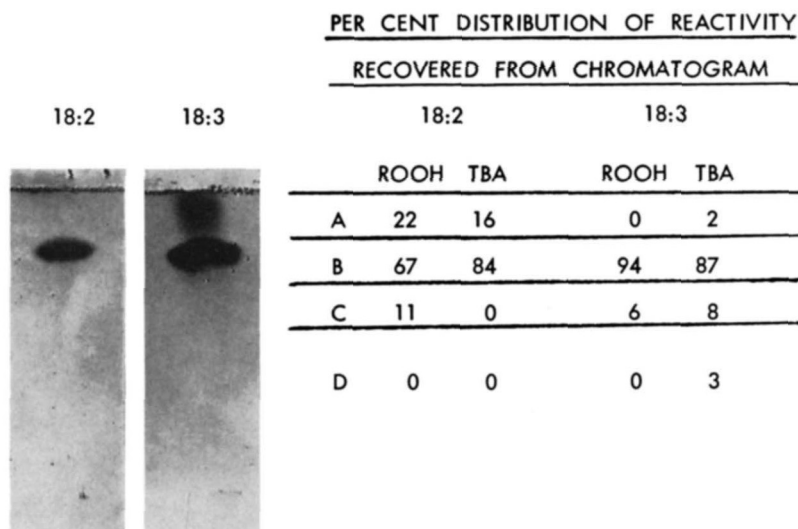 PER CENT DISTRIBUTION OF REACTIVITY
RECOVERED FROM CHROMATOGRAM
18:2 18:3 18:2 18:3
ROOH TBA ROOH TBA
A 22 16 0 2
B 67 84 94 87
C 11 0 6 8
D 0 0 0 3